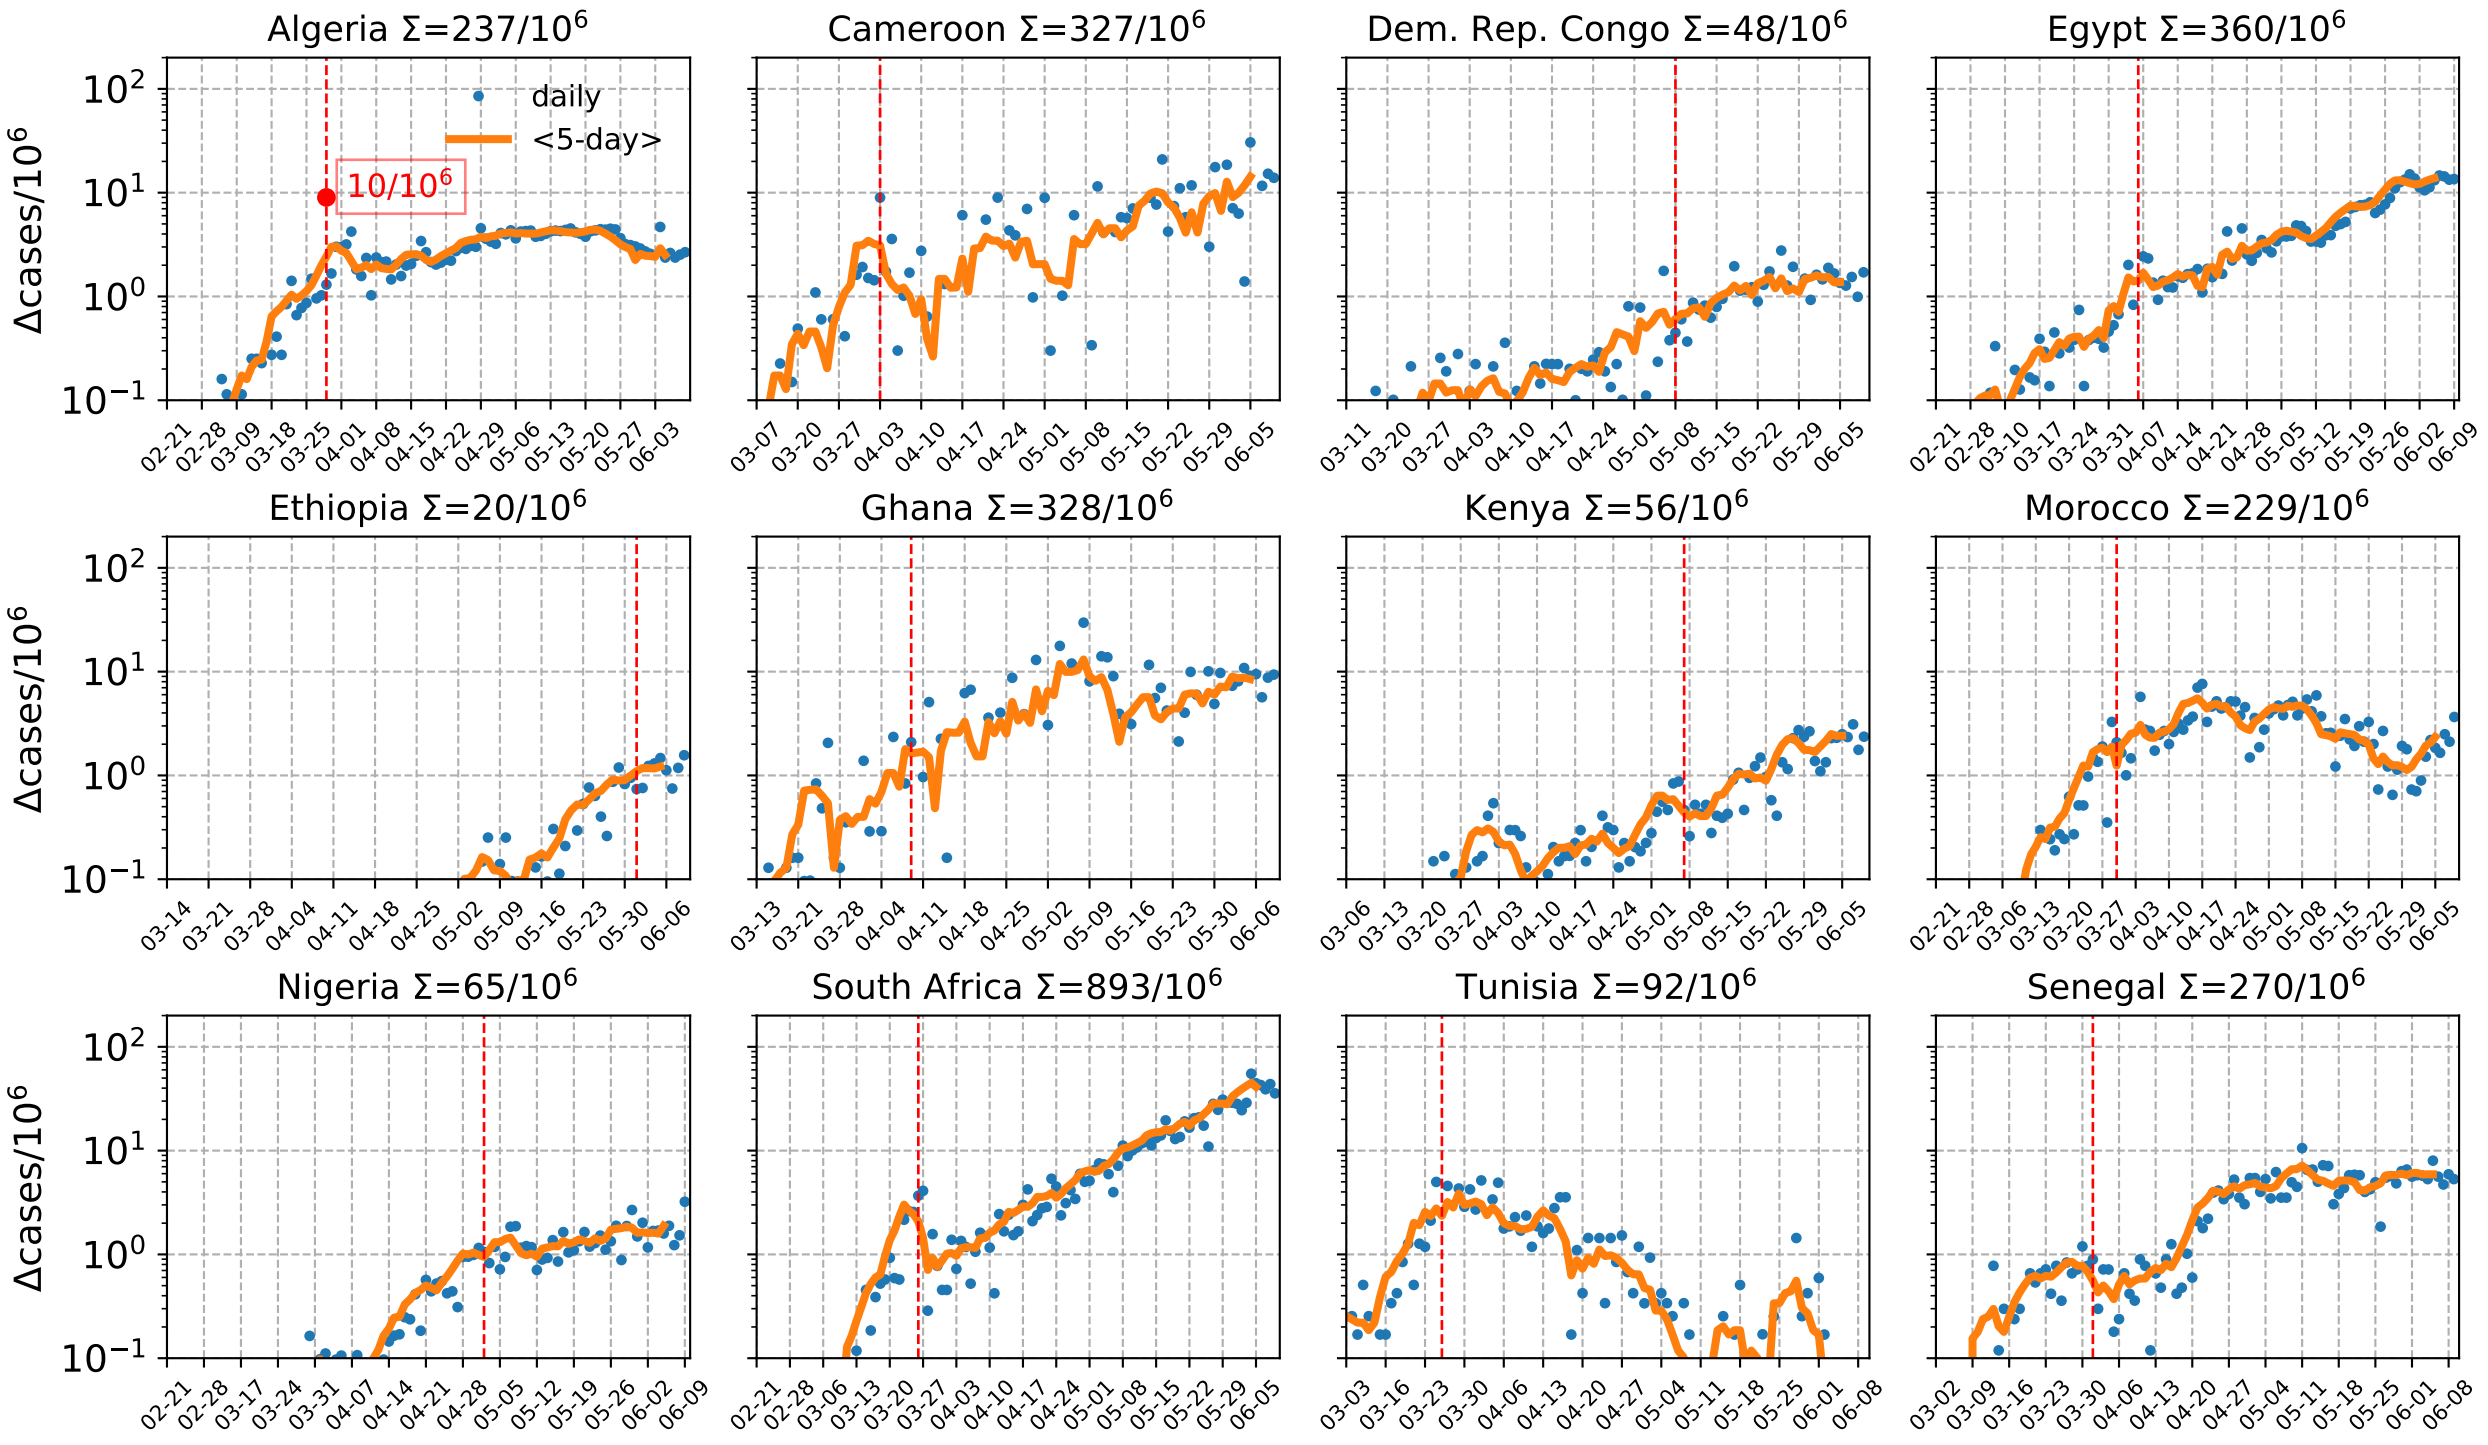 Algeria Σ=237/10⁶
Cameroon Σ=327/10⁶
Dem. Rep. Congo Σ=48/10⁶
Egypt Σ=360/10⁶
Δcases/10⁶
10²
10¹
10⁰
10⁻¹
daily
<5-day>
10/10⁶
02-21 02-28 03-09 03-18 03-25 04-01 04-08 04-15 04-22 04-29 05-06 05-13 05-20 05-27 06-03
03-07 03-20 03-27 04-03 04-10 04-17 04-24 05-01 05-08 05-15 05-22 05-29 06-05
03-11 03-20 03-27 04-03 04-10 04-17 04-24 05-01 05-08 05-15 05-22 05-29 06-05
02-21 02-28 03-10 03-17 03-24 03-31 04-07 04-14 04-21 04-28 05-05 05-12 05-19 05-26 06-02 06-09
Ethiopia Σ=20/10⁶
Ghana Σ=328/10⁶
Kenya Σ=56/10⁶
Morocco Σ=229/10⁶
Δcases/10⁶
10²
10¹
10⁰
10⁻¹
03-14 03-21 03-28 04-04 04-11 04-18 04-25 05-02 05-09 05-16 05-23 05-30 06-06
03-13 03-21 03-28 04-04 04-11 04-18 04-25 05-02 05-09 05-16 05-23 05-30 06-06
03-06 03-13 03-20 03-27 04-03 04-10 04-17 04-24 05-01 05-08 05-15 05-22 05-29 06-05
02-21 02-28 03-06 03-13 03-20 03-27 04-03 04-10 04-17 04-24 05-01 05-08 05-15 05-22 05-29 06-05
Nigeria Σ=65/10⁶
South Africa Σ=893/10⁶
Tunisia Σ=92/10⁶
Senegal Σ=270/10⁶
Δcases/10⁶
10²
10¹
10⁰
10⁻¹
02-21 02-28 03-17 03-24 03-31 04-07 04-14 04-21 04-28 05-05 05-12 05-19 05-26 06-02 06-09
02-21 02-28 03-06 03-13 03-20 03-27 04-03 04-10 04-17 04-24 05-01 05-08 05-15 05-22 05-29 06-05
03-03 03-16 03-23 03-30 04-06 04-13 04-20 04-27 05-04 05-11 05-18 05-25 06-01 06-08
03-02 03-09 03-16 03-23 03-30 04-06 04-13 04-20 04-27 05-04 05-11 05-18 05-25 06-01 06-08